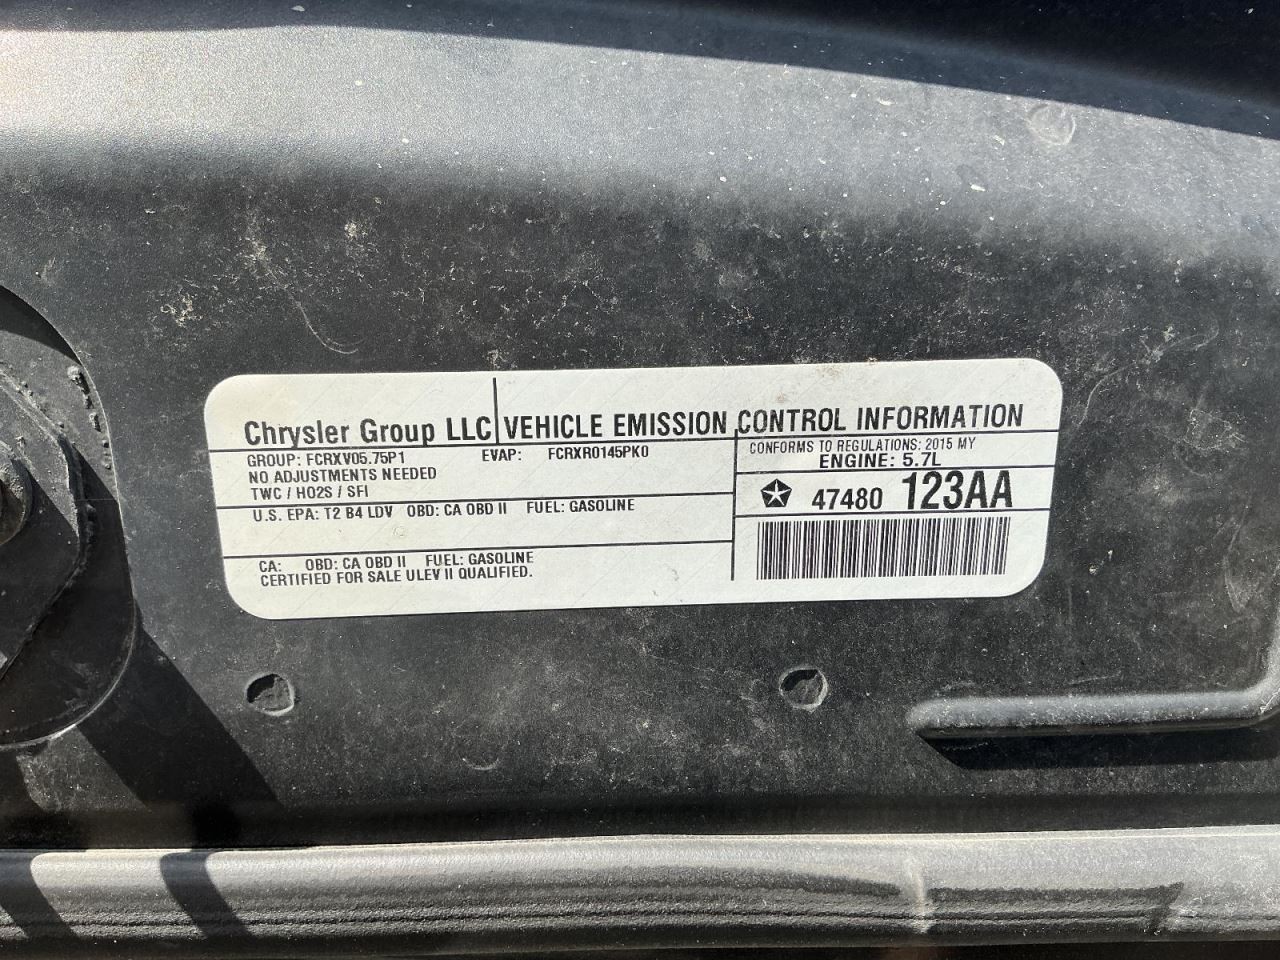 Chrysler Group LLC VEHICLE EMISSION CONTROL INFORMATION
GROUP: FCRXV05.75P1 EVAP: FCRXR0145PK0
NO ADJUSTMENTS NEEDED
TWC / HO2S / SFI
U.S. EPA: T2 B4 LDV OBD: CA OBD II FUEL: GASOLINE
CA: OBD: CA OBD II FUEL: GASOLINE
CERTIFIED FOR SALE ULEV II QUALIFIED.
CONFORMS TO REGULATIONS: 2015 MY
ENGINE: 5.7L
47480 123AA